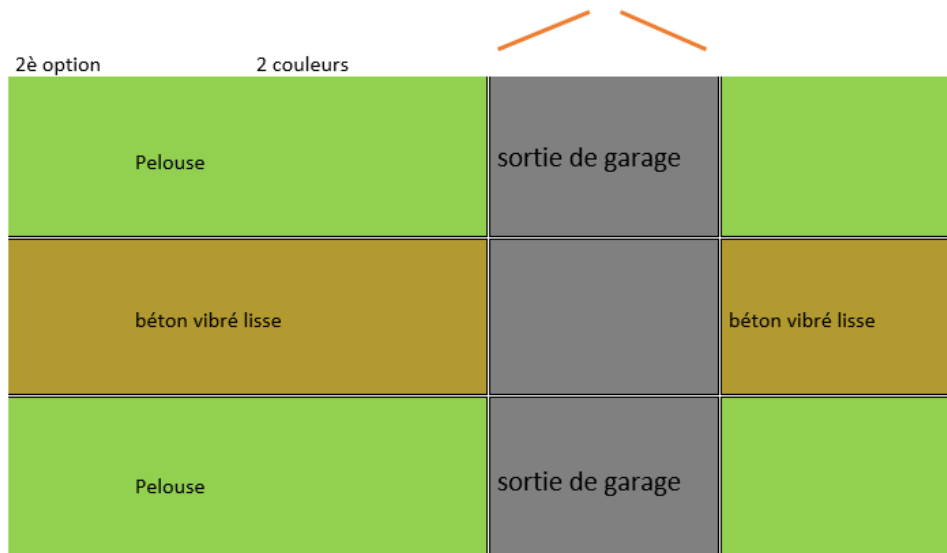 2è option 2 couleurs
Pelouse
sortie de garage
béton vibré lisse
béton vibré lisse
Pelouse
sortie de garage